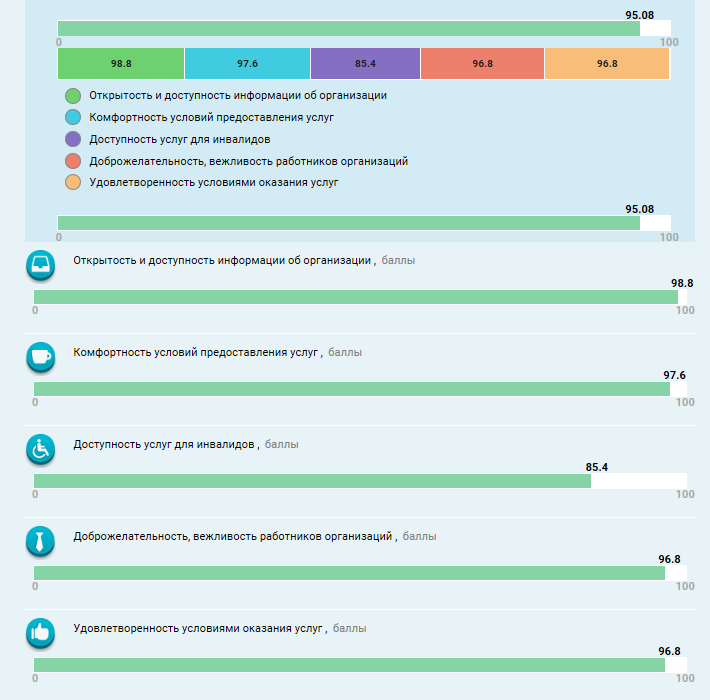 95.08
0 100
98.8 97.6 85.4 96.8 96.8
Открытость и доступность информации об организации
Комфортность условий предоставления услуг
Доступность услуг для инвалидов
Доброжелательность, вежливость работников организаций
Удовлетворенность условиями оказания услуг
95.08
0 100
Открытость и доступность информации об организации , баллы
98.8
0 100
Комфортность условий предоставления услуг , баллы
97.6
0 100
Доступность услуг для инвалидов , баллы
85.4
0 100
Доброжелательность, вежливость работников организаций , баллы
96.8
0 100
Удовлетворенность условиями оказания услуг , баллы
96.8
0 100